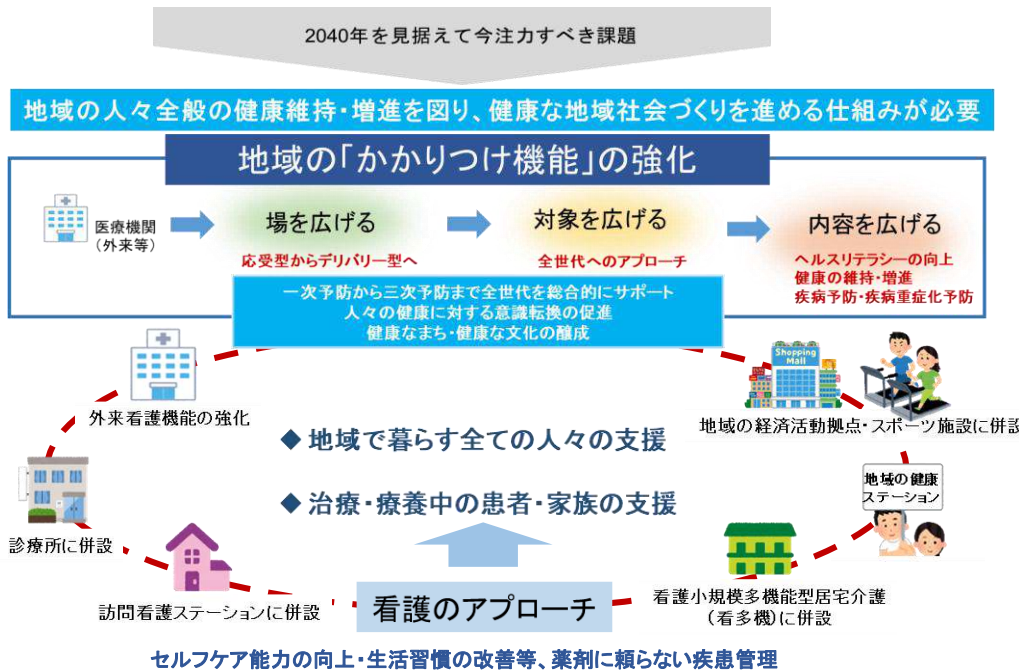 2040年を見据えて今注力すべき課題
地域の人々全般の健康維持・増進を図り、健康な地域社会づくりを進める仕組みが必要
地域の「かかりつけ機能」の強化
医療機関
（外来等）
場を広げる
応受型からデリバリー型へ
対象を広げる
全世代へのアプローチ
内容を広げる
ヘルスリテラシーの向上
健康の維持・増進
疾病予防・疾病重症化予防
一次予防から三次予防まで全世代を総合的にサポート
人々の健康に対する意識転換の促進
健康なまち・健康な文化の醸成
外来看護機能の強化
Shopping
Mall
地域の経済活動拠点・スポーツ施設に併設
◆ 地域で暮らす全ての人々の支援
◆ 治療・療養中の患者・家族の支援
地域の健康
ステーション
診療所に併設
訪問看護ステーションに併設
看護小規模多機能型居宅介護
（看多機）に併設
看護のアプローチ
セルフケア能力の向上・生活習慣の改善等、薬剤に頼らない疾患管理